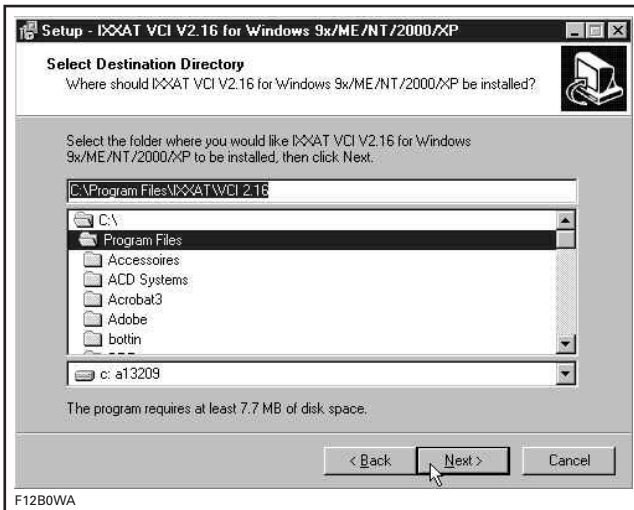 Setup - IXXAT VCI V2.16 for Windows 9x/ME/NT/2000/XP
Select Destination Directory
Where should IXXAT VCI V2.16 for Windows 9x/ME/NT/2000/XP be installed?
Select the folder where you would like IXXAT VCI V2.16 for Windows
9x/ME/NT/2000/XP to be installed, then click Next.
C:\Program Files\IXXAT\VCI 2.16
C:\
Program Files
Accessoires
ACD Systems
Acrobat3
Adobe
bottin
c: a13209
The program requires at least 7.7 MB of disk space.
< Back Next > Cancel
F12B0WA